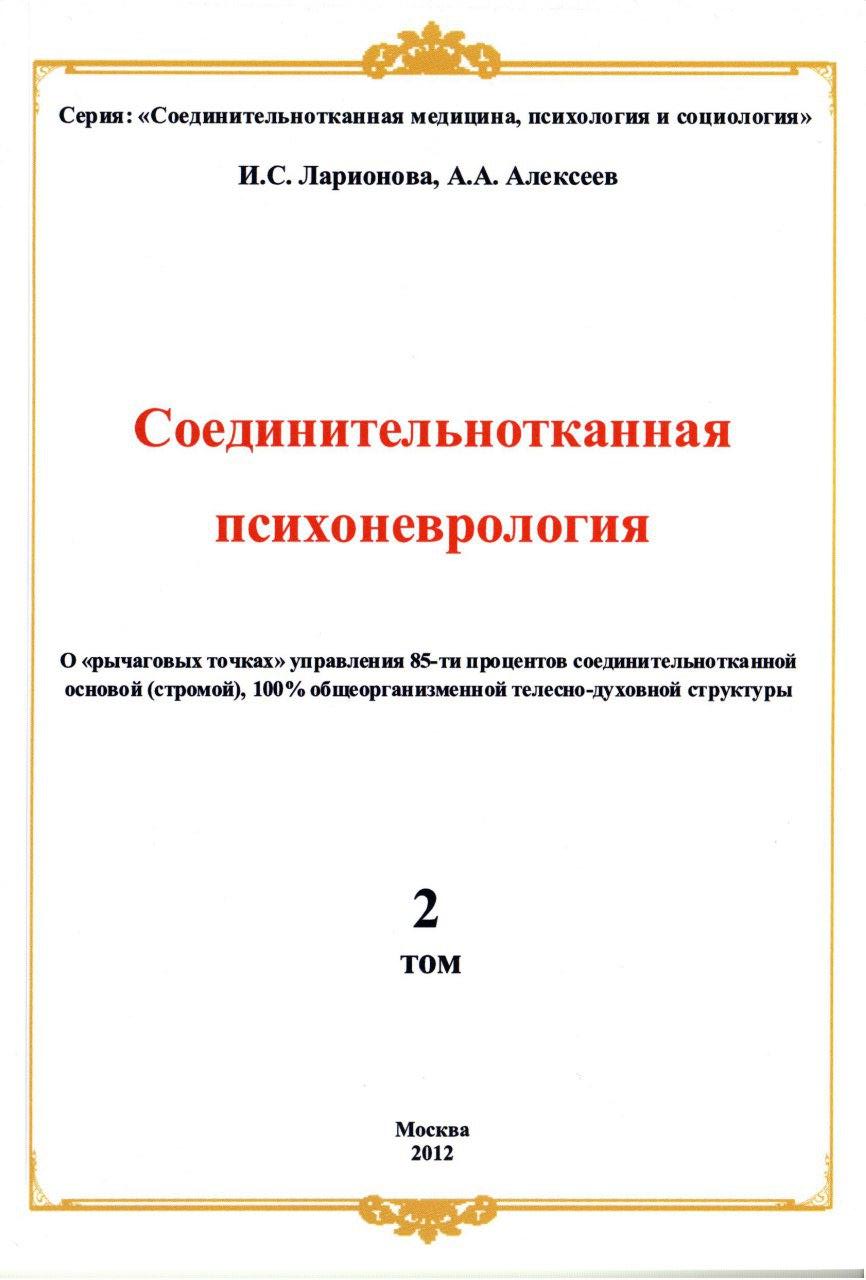 Серия: «Соединительнотканная медицина, психология и социология»
И.С. Ларионова, А.А. Алексеев
Соединительнотканная
психоневрология
О «рычаговых точках» управления 85-ти процентов соединительнотканной
основой (стромой), 100% общеорганизменной телесно-духовной структуры
2
том
Москва
2012